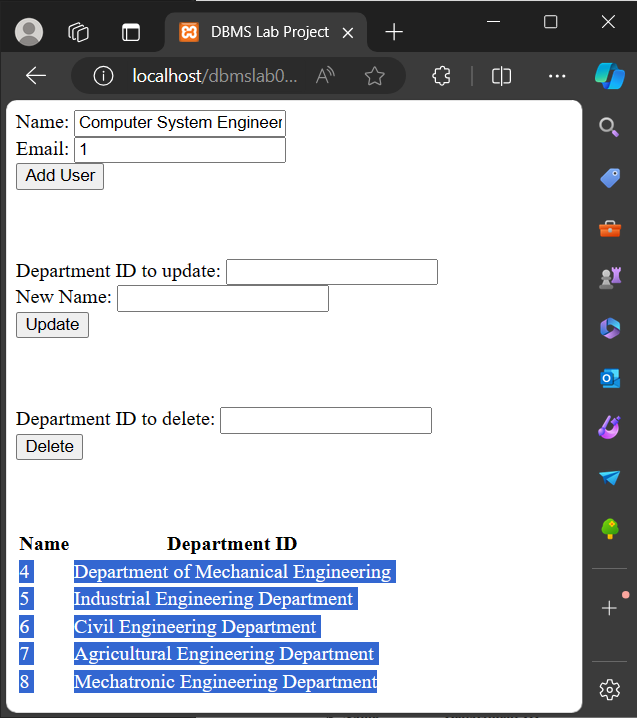 DBMS Lab Project
localhost/dbmslab0...
Name: Computer System Engineer
Email: 1
Add User
Department ID to update:
New Name:
Update
Department ID to delete:
Delete
Name Department ID
4 Department of Mechanical Engineering
5 Industrial Engineering Department
6 Civil Engineering Department
7 Agricultural Engineering Department
8 Mechatronic Engineering Department